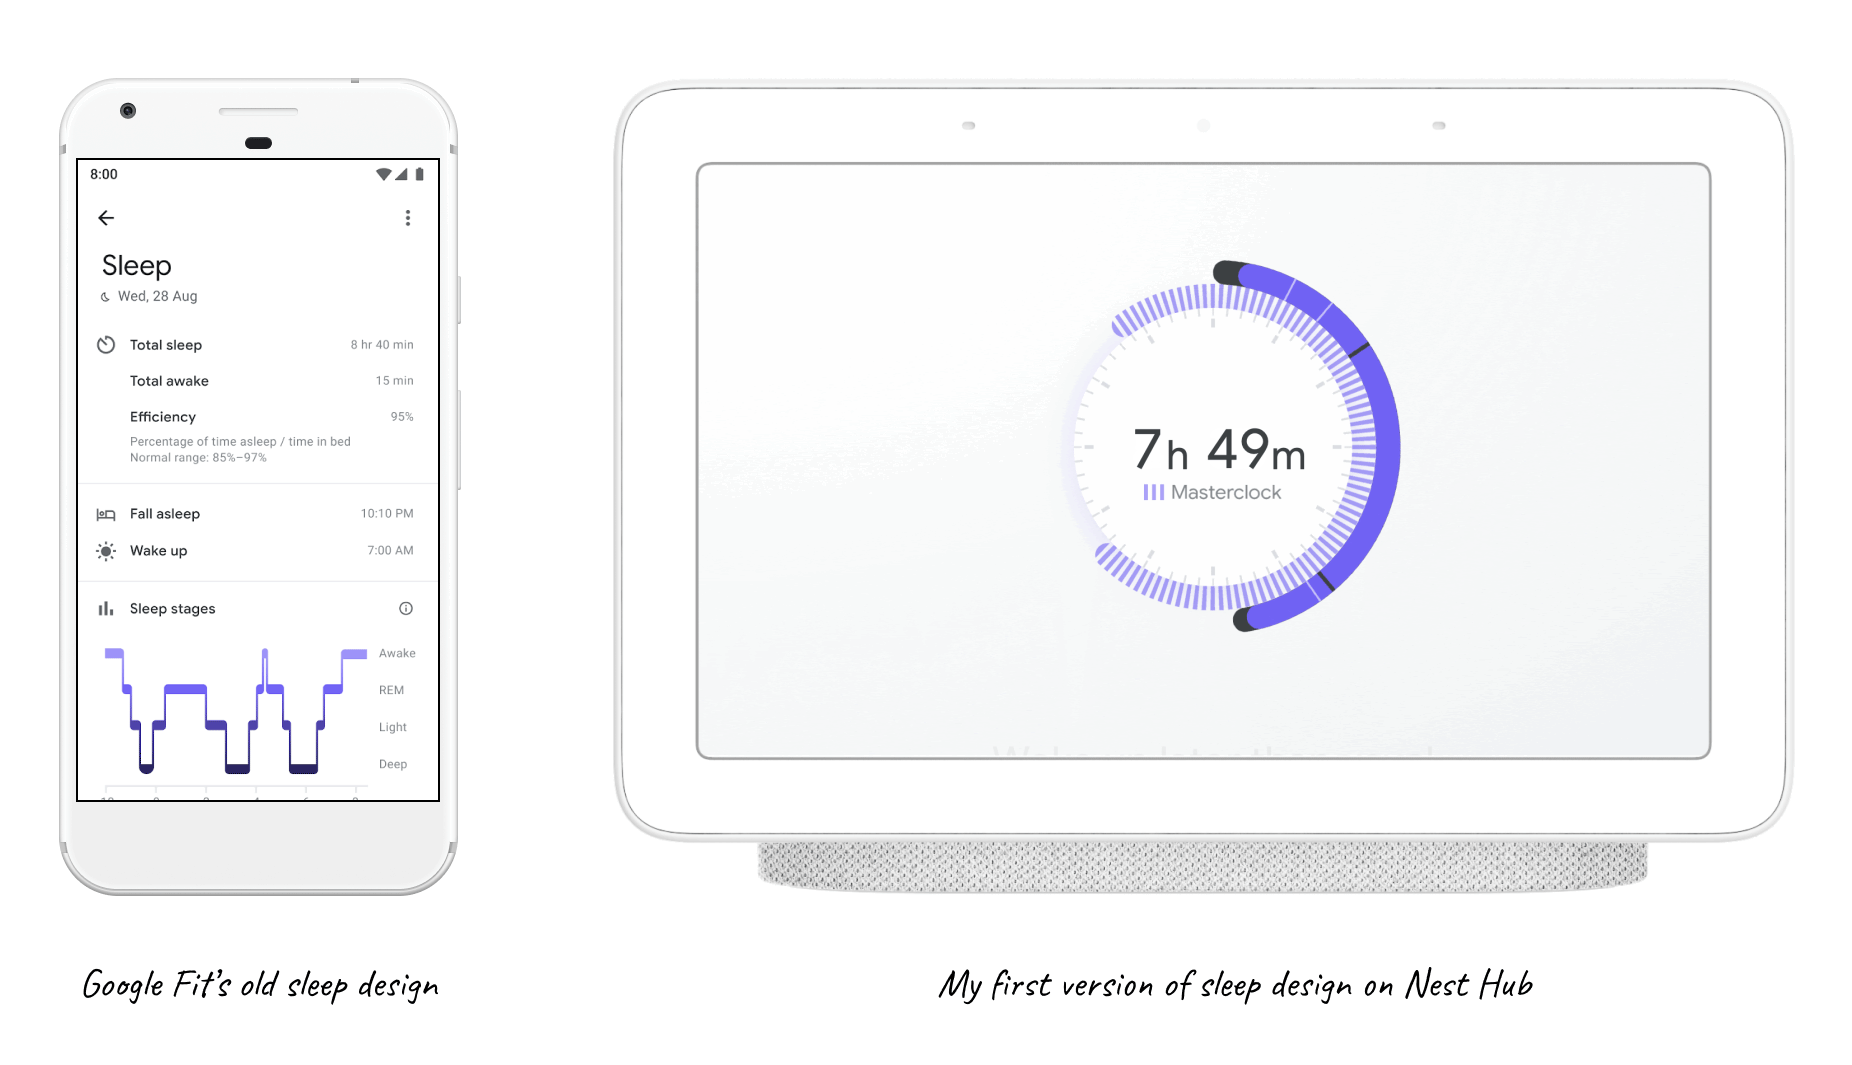 8:00
Sleep
Wed, 28 Aug
Total sleep 8 hr 40 min
Total awake 15 min
Efficiency 95%
Percentage of time asleep / time in bed
Normal range: 85%–97%
Fall asleep 10:10 PM
Wake up 7:00 AM
Sleep stages
Awake
REM
Light
Deep
7h 49m
Masterclock
Google Fit's old sleep design
My first version of sleep design on Nest Hub